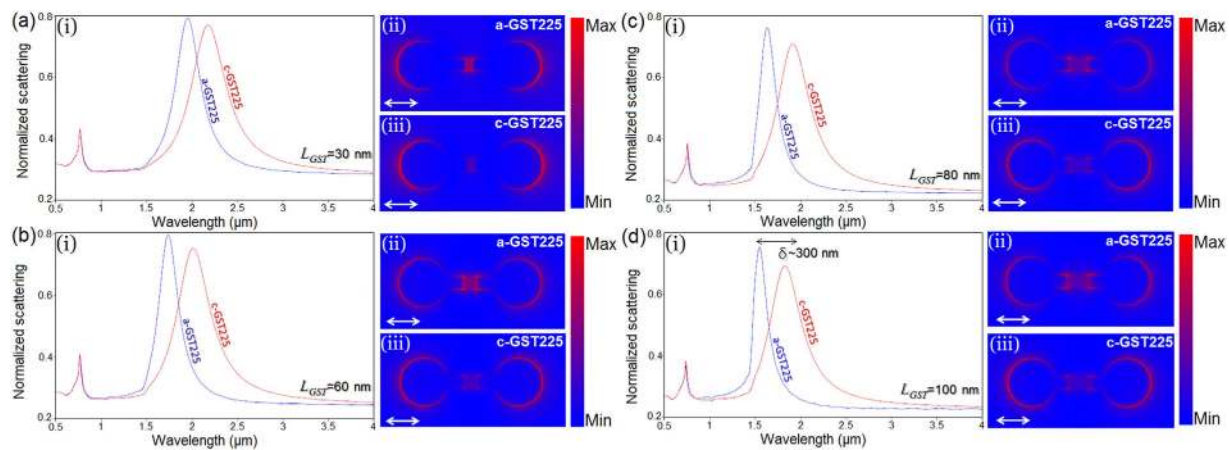 (a)
(i)
0.8
0.6
0.4
0.2
Normalized scattering
a-GST225
c-GST225
L_GST=30 nm
0.5 1 1.5 2 2.5 3 3.5 4
Wavelength (µm)
(ii)
a-GST225
(iii)
c-GST225
Max
Min
(b)
(i)
0.8
0.6
0.4
0.2
Normalized scattering
a-GST225
c-GST225
L_GST=60 nm
0.5 1 1.5 2 2.5 3 3.5 4
Wavelength (µm)
(ii)
a-GST225
(iii)
c-GST225
Max
Min
(c)
(i)
0.8
0.6
0.4
0.2
Normalized scattering
a-GST225
c-GST225
L_GST=80 nm
0.5 1 1.5 2 2.5 3 3.5 4
Wavelength (µm)
(ii)
a-GST225
(iii)
c-GST225
Max
Min
(d)
(i)
0.8
0.6
0.4
0.2
Normalized scattering
δ~300 nm
a-GST225
c-GST225
L_GST=100 nm
0.5 1 1.5 2 2.5 3 3.5 4
Wavelength (µm)
(ii)
a-GST225
(iii)
c-GST225
Max
Min